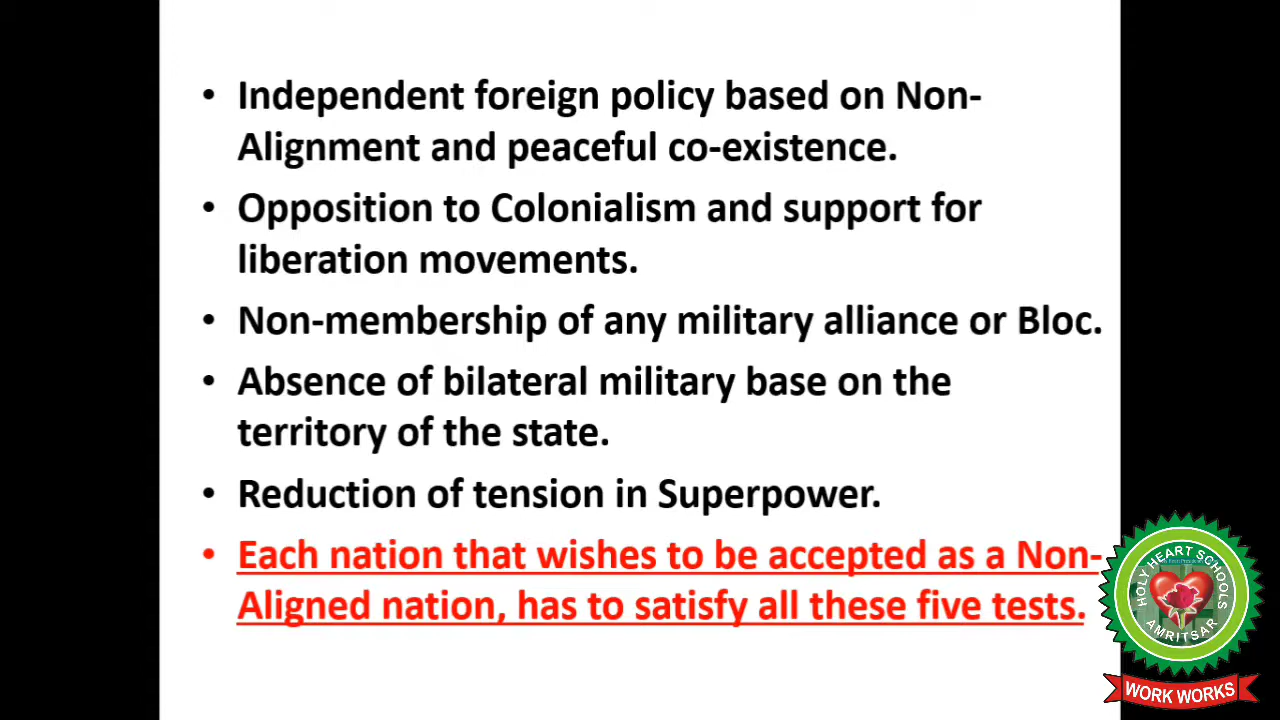 • Independent foreign policy based on Non-
Alignment and peaceful co-existence.
• Opposition to Colonialism and support for
liberation movements.
• Non-membership of any military alliance or Bloc.
• Absence of bilateral military base on the
territory of the state.
• Reduction of tension in Superpower.
• Each nation that wishes to be accepted as a Non-
Aligned nation, has to satisfy all these five tests.
HOLY HEART SCHOOLS
AMRITSAR
WORK WORKS